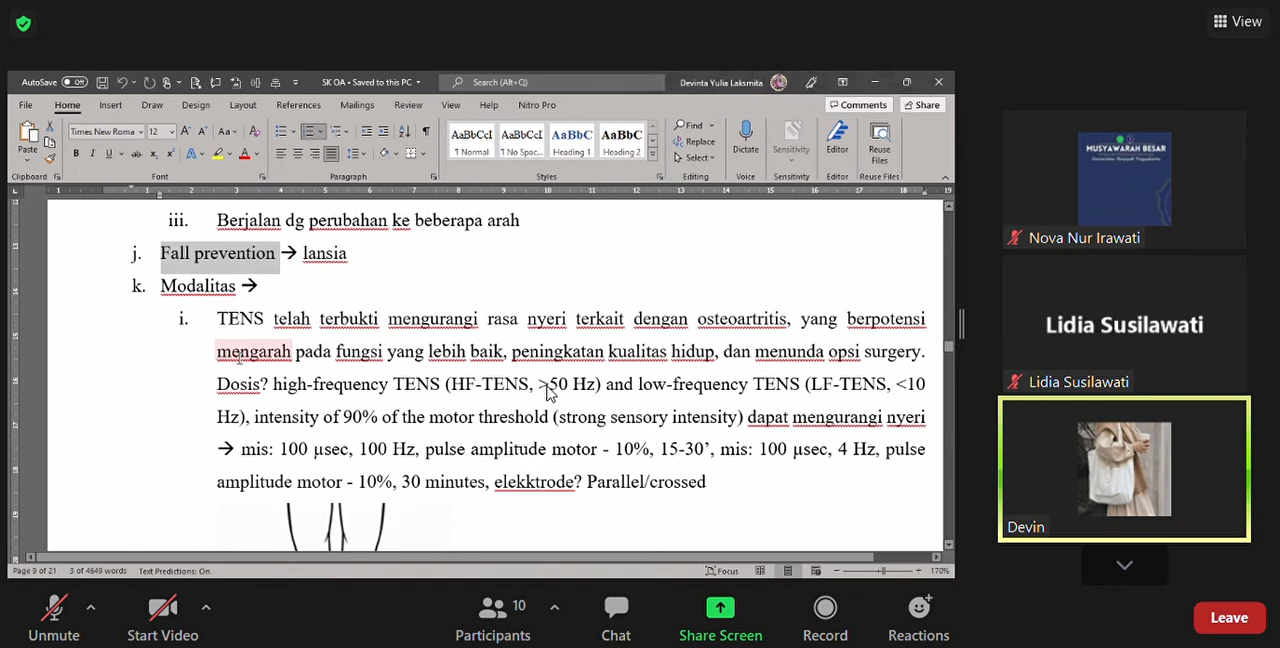 View
AutoSave Off SK OA - Saved to this PC Search (Alt+Q) Devinta Yulia Laksmita
File Home Insert Draw Design Layout References Mailings Review View Help Nitro Pro Comments Share
Paste Times New Roma 12 A A Aa A
B I U ab x₂ x² A A
AaBbCcI AaBbCcI AaBbC AaBbC
¶ Normal ¶ No Spac... Heading 1 Heading 2
Find Replace Select Dictate Sensitivity Editor Reuse Files
Clipboard Font Paragraph Styles Editing Voice Sensitivity Editor Reuse Files
iii. Berjalan dg perubahan ke beberapa arah
j. Fall prevention → lansia
k. Modalitas →
i. TENS telah terbukti mengurangi rasa nyeri terkait dengan osteoartritis, yang berpotensi
mengarah pada fungsi yang lebih baik, peningkatan kualitas hidup, dan menunda opsi surgery.
Dosis? high-frequency TENS (HF-TENS, >50 Hz) and low-frequency TENS (LF-TENS, <10
Hz), intensity of 90% of the motor threshold (strong sensory intensity) dapat mengurangi nyeri
→ mis: 100 µsec, 100 Hz, pulse amplitude motor - 10%, 15-30’, mis: 100 µsec, 4 Hz, pulse
amplitude motor - 10%, 30 minutes, elekktrode? Parallel/crossed
Page 9 of 21 3 of 4649 words Text Predictions: On Focus 170%
MUSYAWARAH BESAR
Nova Nur Irawati
Lidia Susilawati
Lidia Susilawati
Devin
Unmute Start Video Participants 10 Chat Share Screen Record Reactions Leave